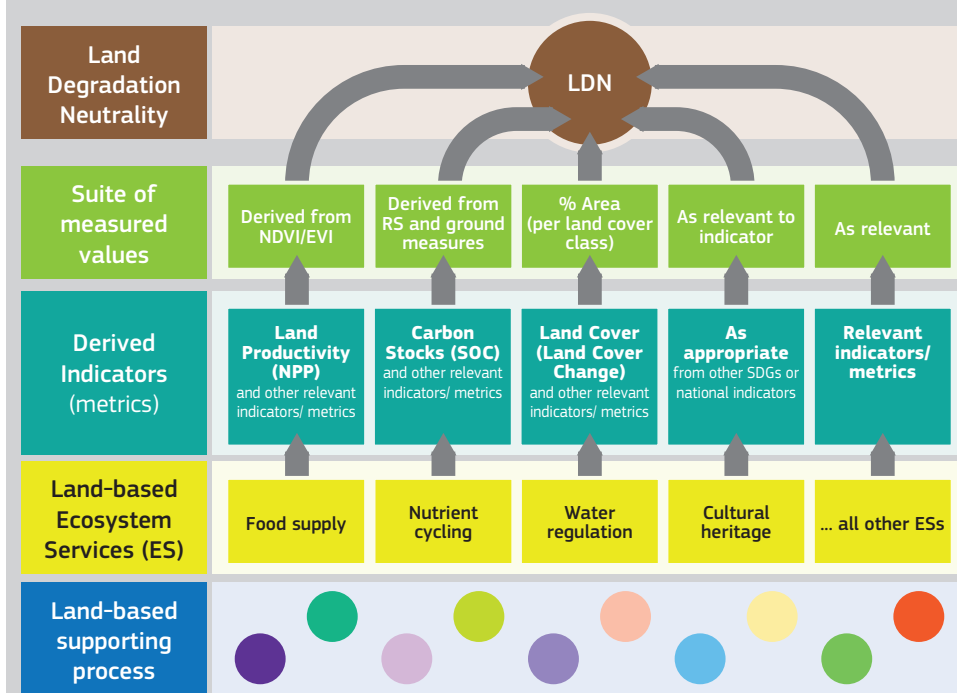 Land
Degradation
Neutrality
LDN
Suite of
measured
values
Derived from
NDVI/EVI
Derived from
RS and ground
measures
% Area
(per land cover
class)
As relevant to
indicator
As relevant
Derived
Indicators
(metrics)
Land
Productivity
(NPP)
and other relevant
indicators/ metrics
Carbon
Stocks (SOC)
and other relevant
indicators/ metrics
Land Cover
(Land Cover
Change)
and other relevant
indicators/ metrics
As
appropriate
from other SDGs or
national indicators
Relevant
indicators/
metrics
Land-based
Ecosystem
Services (ES)
Food supply
Nutrient
cycling
Water
regulation
Cultural
heritage
... all other ESs
Land-based
supporting
process